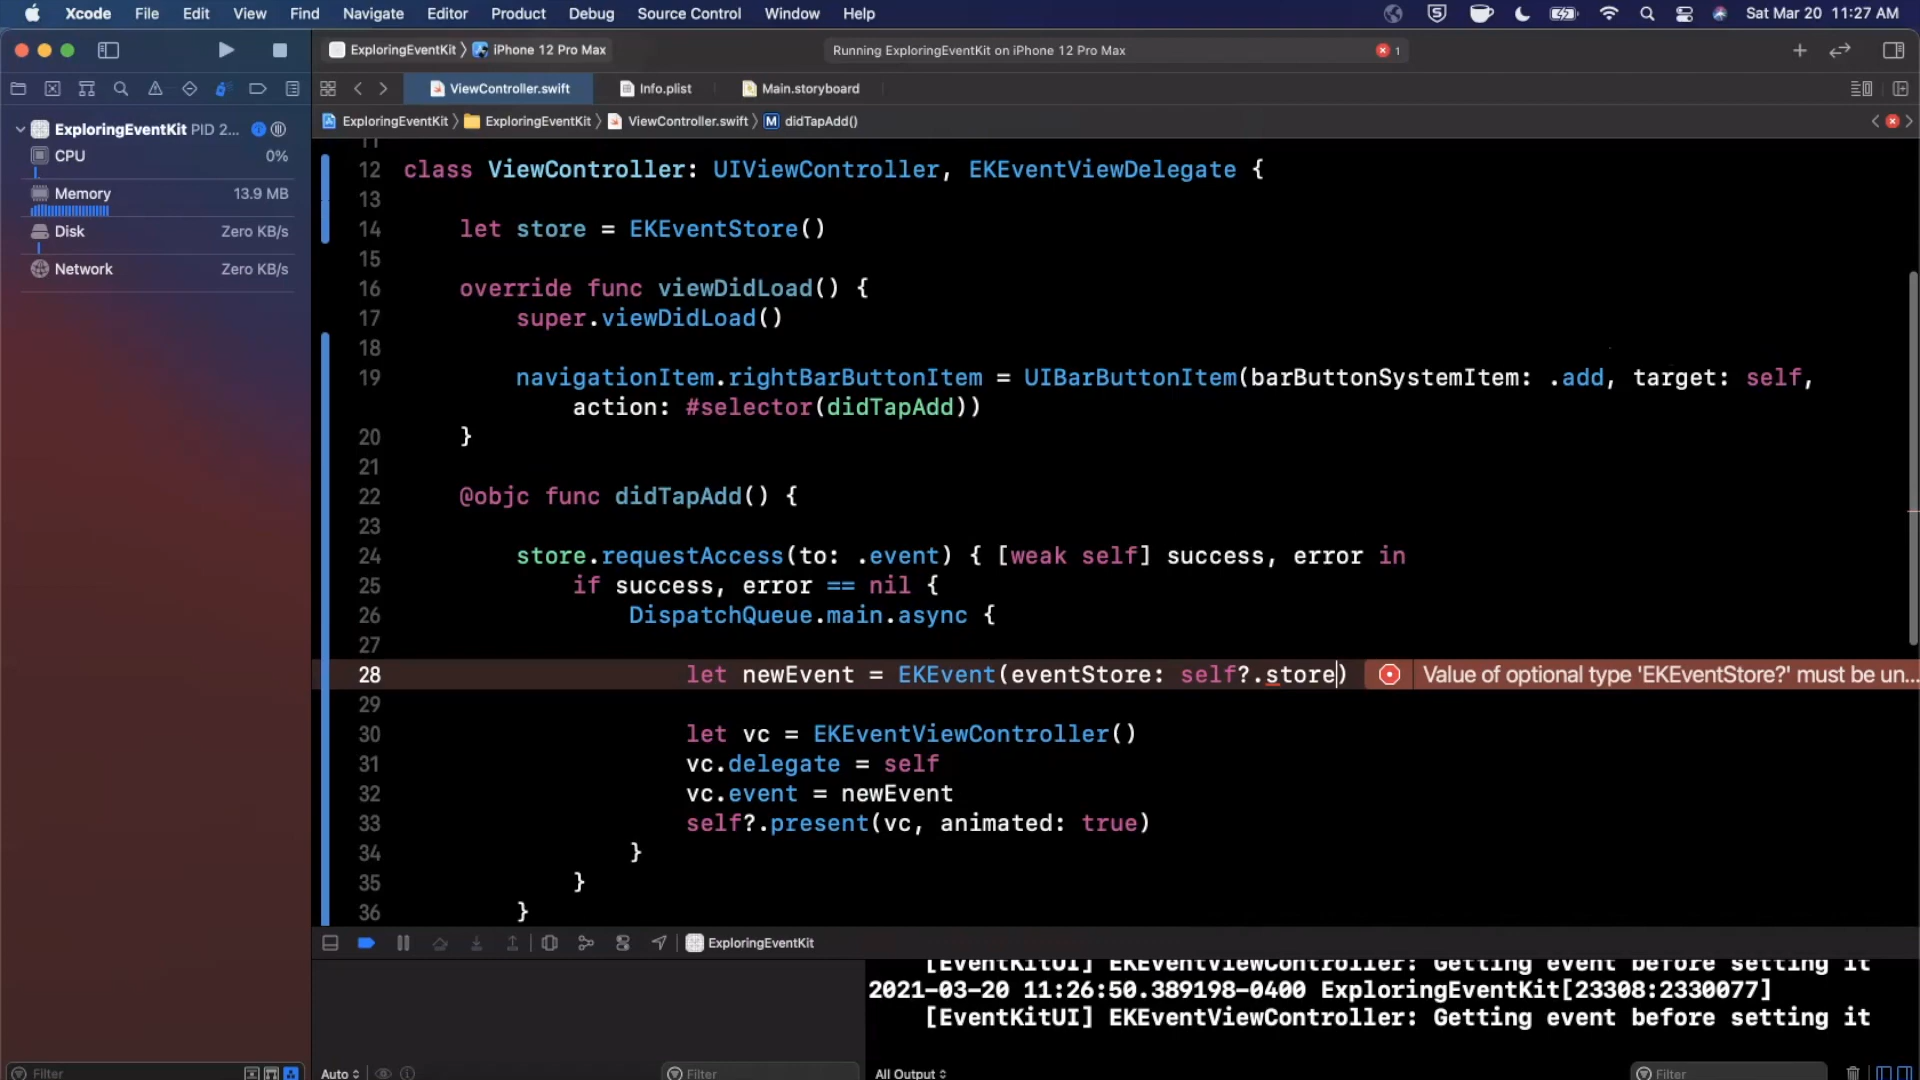 Xcode File Edit View Find Navigate Editor Product Debug Source Control Window Help Sat Mar 20 11:27 AM
ExploringEventKit 〉 iPhone 12 Pro Max Running ExploringEventKit on iPhone 12 Pro Max 1
ViewController.swift Info.plist Main.storyboard
ExploringEventKit 〉 ExploringEventKit 〉 ViewController.swift 〉 M didTapAdd()
ExploringEventKit PID 2...
CPU 0%
Memory 13.9 MB
Disk Zero KB/s
Network Zero KB/s
11
12 class ViewController: UIViewController, EKEventViewDelegate {
13
14 let store = EKEventStore()
15
16 override func viewDidLoad() {
17 super.viewDidLoad()
18
19 navigationItem.rightBarButtonItem = UIBarButtonItem(barButtonSystemItem: .add, target: self,
action: #selector(didTapAdd))
20 }
21
22 @objc func didTapAdd() {
23
24 store.requestAccess(to: .event) { [weak self] success, error in
25 if success, error == nil {
26 DispatchQueue.main.async {
27
28 let newEvent = EKEvent(eventStore: self?.store) Value of optional type 'EKEventStore?' must be un...
29
30 let vc = EKEventViewController()
31 vc.delegate = self
32 vc.event = newEvent
33 self?.present(vc, animated: true)
34 }
35 }
36 }
ExploringEventKit
[EventKitUI] EKEventViewController: Getting event before setting it
2021-03-20 11:26:50.389198-0400 ExploringEventKit[23308:2330077]
[EventKitUI] EKEventViewController: Getting event before setting it
Filter Auto Filter All Output Filter